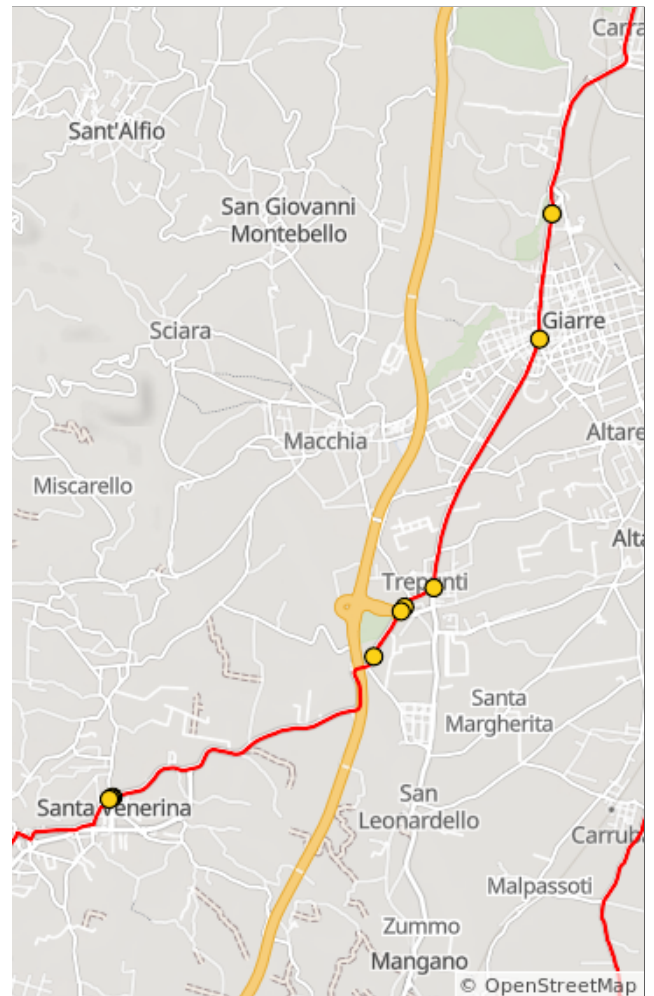 Carra
Sant'Alfio
San Giovanni
Montebello
Giarre
Sciara
Altare
Macchia
Miscarello
Alta
Trepunti
Santa
Margherita
Santa Venerina
San
Leonardello
Carruba
Malpassoti
Zummo
Mangano
© OpenStreetMap